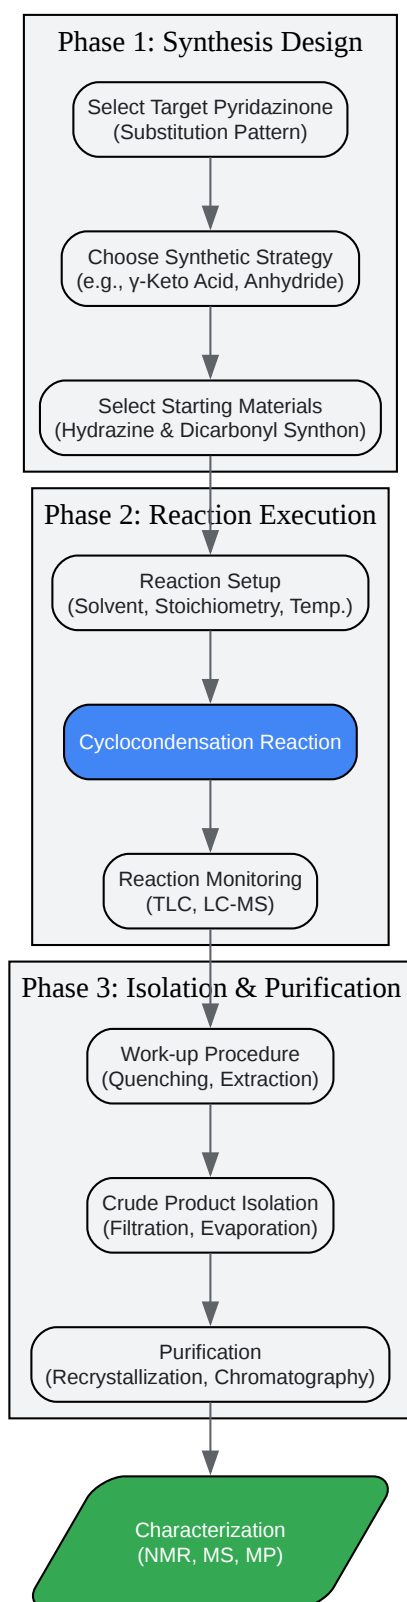 Phase 1: Synthesis Design
Select Target Pyridazinone
(Substitution Pattern)
Choose Synthetic Strategy
(e.g., γ-Keto Acid, Anhydride)
Select Starting Materials
(Hydrazine & Dicarbonyl Synthon)
Phase 2: Reaction Execution
Reaction Setup
(Solvent, Stoichiometry, Temp.)
Cyclocondensation Reaction
Reaction Monitoring
(TLC, LC-MS)
Phase 3: Isolation & Purification
Work-up Procedure
(Quenching, Extraction)
Crude Product Isolation
(Filtration, Evaporation)
Purification
(Recrystallization, Chromatography)
Characterization
(NMR, MS, MP)